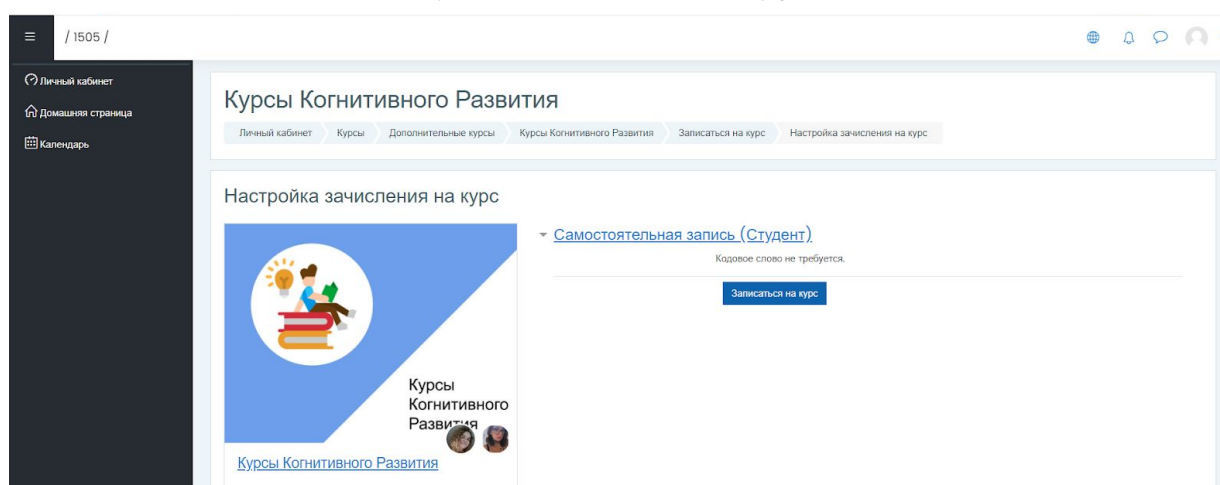 / 1505 /
Личный кабинет
Домашняя страница
Календарь
Курсы Когнитивного Развития
Личный кабинет Курсы Дополнительные курсы Курсы Когнитивного Развития Записаться на курс Настройка зачисления на курс
Настройка зачисления на курс
Курсы
Когнитивного
Развития
Курсы Когнитивного Развития
Самостоятельная запись (Студент)
Кодовое слово не требуется.
Записаться на курс